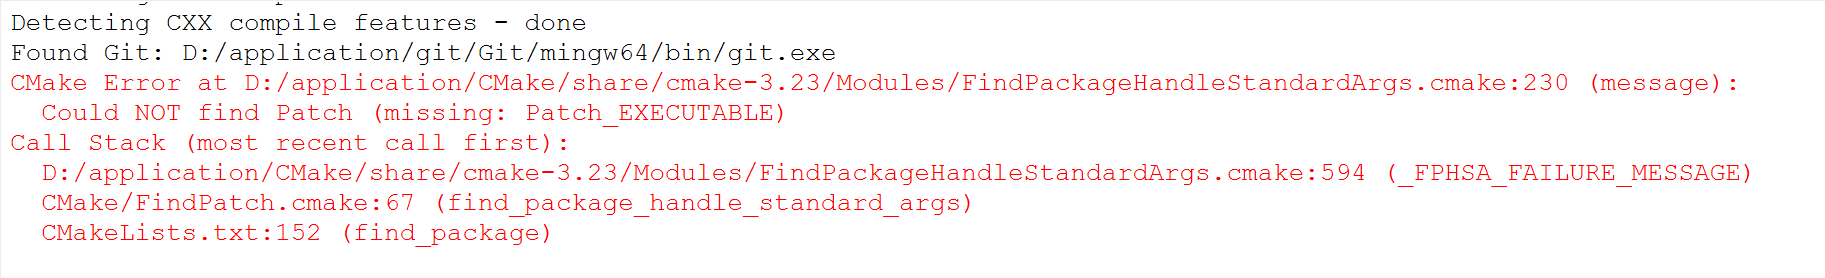 Detecting CXX compile features - done
Found Git: D:/application/git/Git/mingw64/bin/git.exe
CMake Error at D:/application/CMake/share/cmake-3.23/Modules/FindPackageHandleStandardArgs.cmake:230 (message):
  Could NOT find Patch (missing: Patch_EXECUTABLE)
Call Stack (most recent call first):
  D:/application/CMake/share/cmake-3.23/Modules/FindPackageHandleStandardArgs.cmake:594 (_FPHSA_FAILURE_MESSAGE)
  CMake/FindPatch.cmake:67 (find_package_handle_standard_args)
  CMakeLists.txt:152 (find_package)